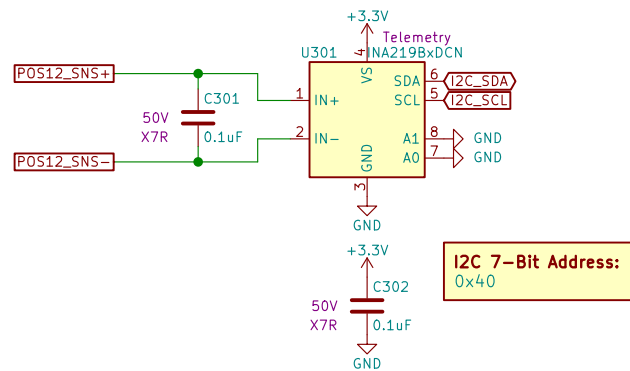 +3.3V
Telemetry
U301 INA219BxDCN
4
VS
POS12_SNS+
6
SDA
I2C_SDA
C301
1
IN+
5
SCL
I2C_SCL
50V
X7R
0.1uF
2
IN-
8
A1
GND
7
A0
GND
POS12_SNS-
GND
3
GND
+3.3V
I2C 7-Bit Address:
0x40
C302
50V
X7R
0.1uF
GND